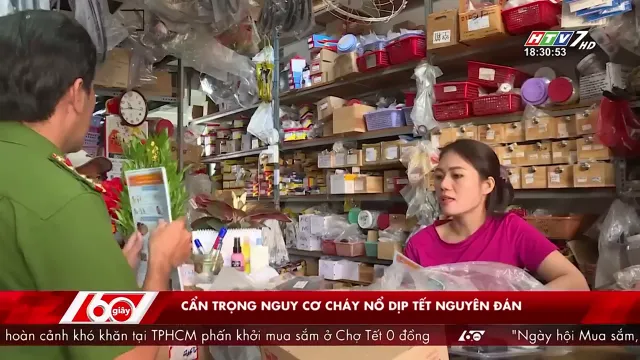 HTV7 HD
18:30:53
60 giây
CẨN TRỌNG NGUY CƠ CHÁY NỔ DỊP TẾT NGUYÊN ĐÁN
hoàn cảnh khó khăn tại TPHCM phấn khởi mua sắm ở Chợ Tết 0 đồng 60 "Ngày hội Mua sắm,